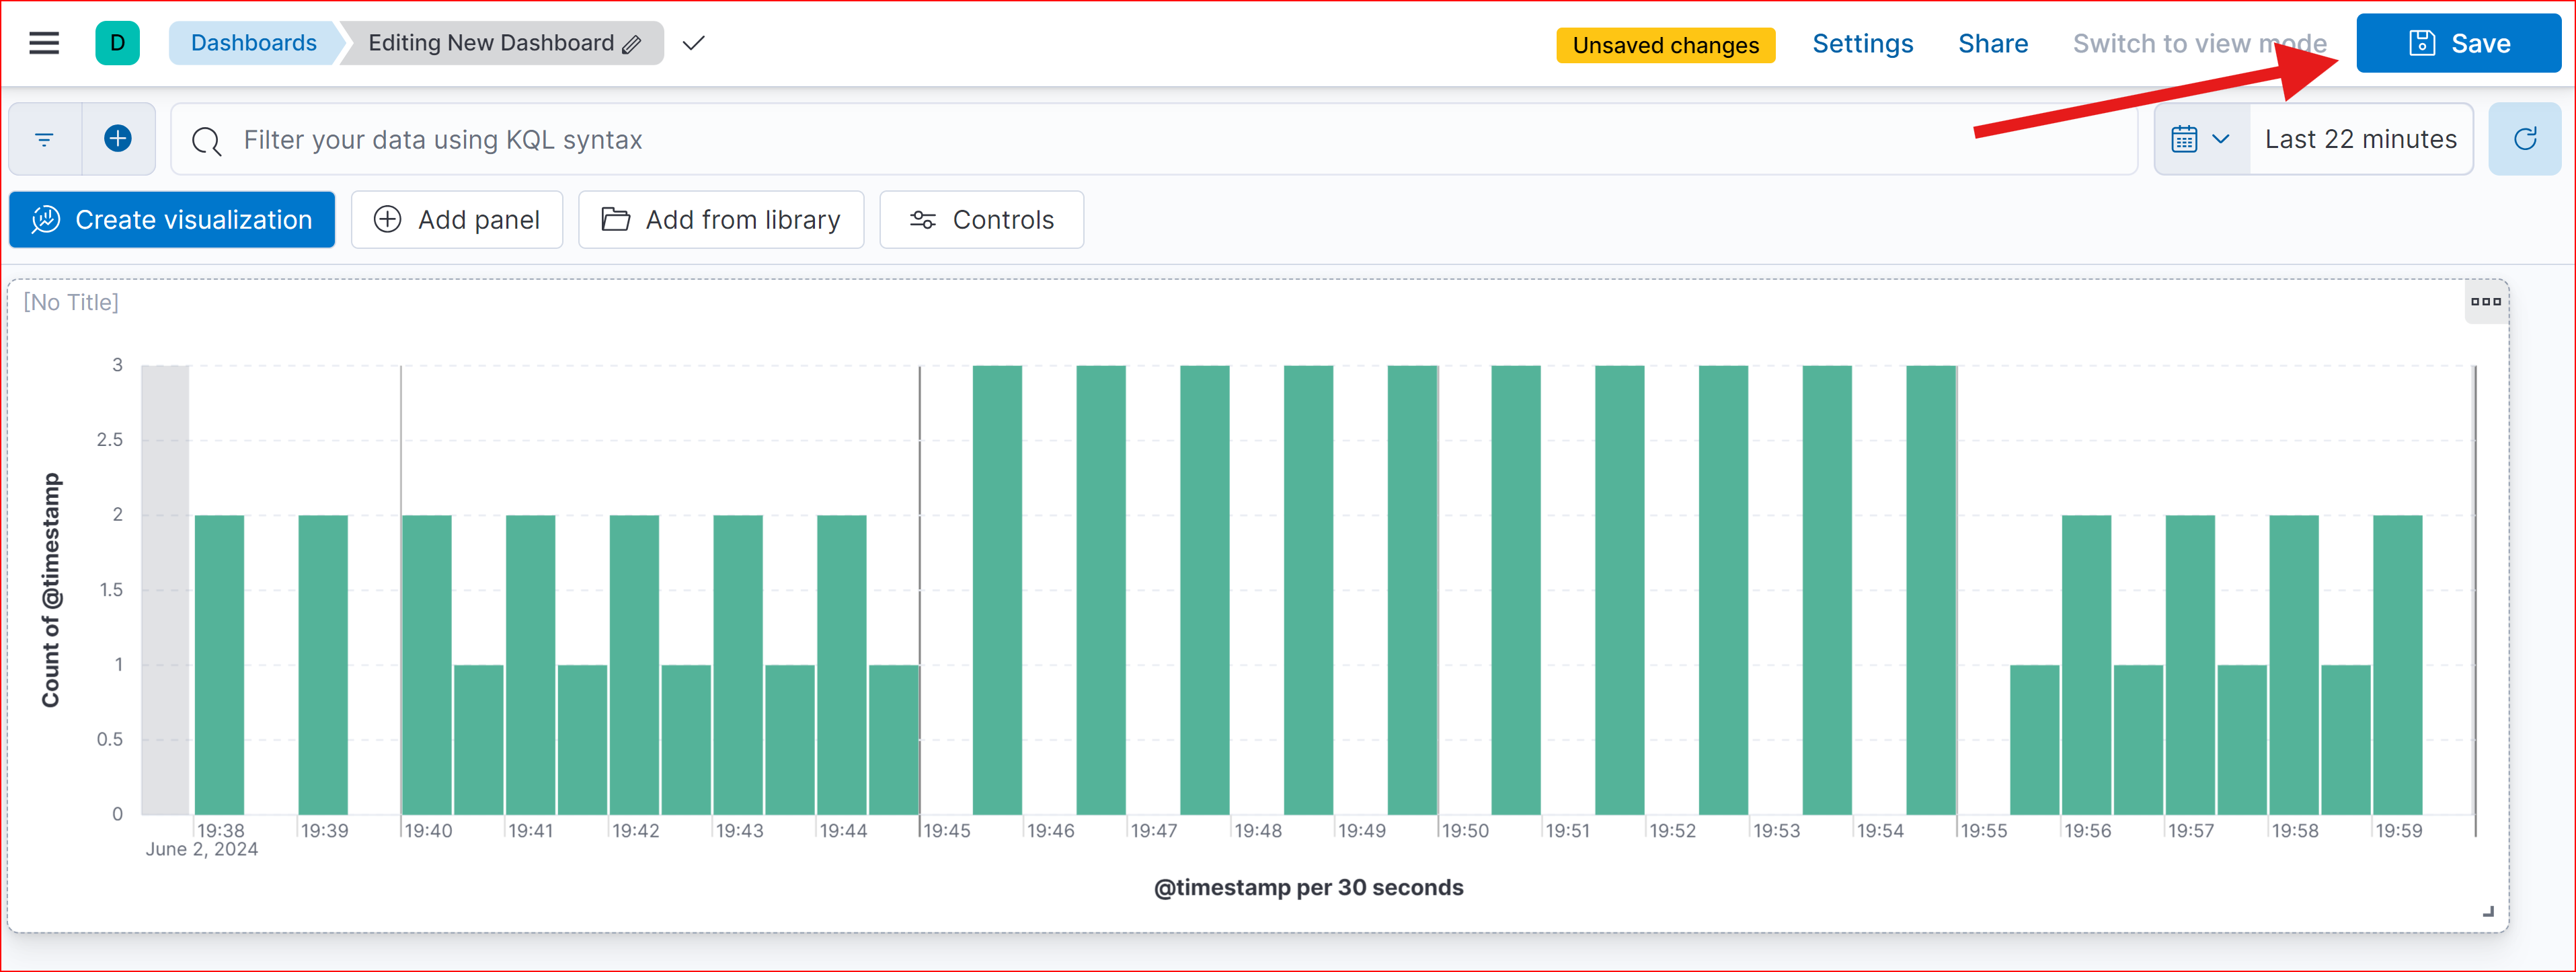 D Dashboards Editing New Dashboard Unsaved changes Settings Share Switch to view mode Save
Filter your data using KQL syntax Last 22 minutes
Create visualization Add panel Add from library Controls
[No Title]
Count of @timestamp
3
2.5
2
1.5
1
0.5
0
19:38 19:39 19:40 19:41 19:42 19:43 19:44 19:45 19:46 19:47 19:48 19:49 19:50 19:51 19:52 19:53 19:54 19:55 19:56 19:57 19:58 19:59
June 2, 2024
@timestamp per 30 seconds